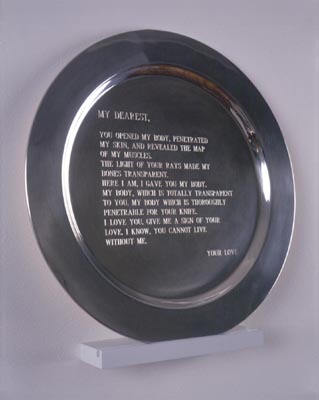 MY DEAREST,
YOU OPENED MY BODY, PENETRATED
MY SKIN, AND REVEALED THE MAP
OF MY MUSCLES.
THE LIGHT OF YOUR RAYS MADE MY
BONES TRANSPARENT.
HERE I AM, I GAVE YOU MY BODY,
MY BODY, WHICH IS TOTALLY TRANSPARENT
TO YOU, MY BODY WHICH IS THOROUGHLY
PENETRABLE FOR YOUR KNIFE.
I LOVE YOU, GIVE ME A SIGN OF YOUR
LOVE, I KNOW, YOU CANNOT LIVE
WITHOUT ME.
YOUR LOVE